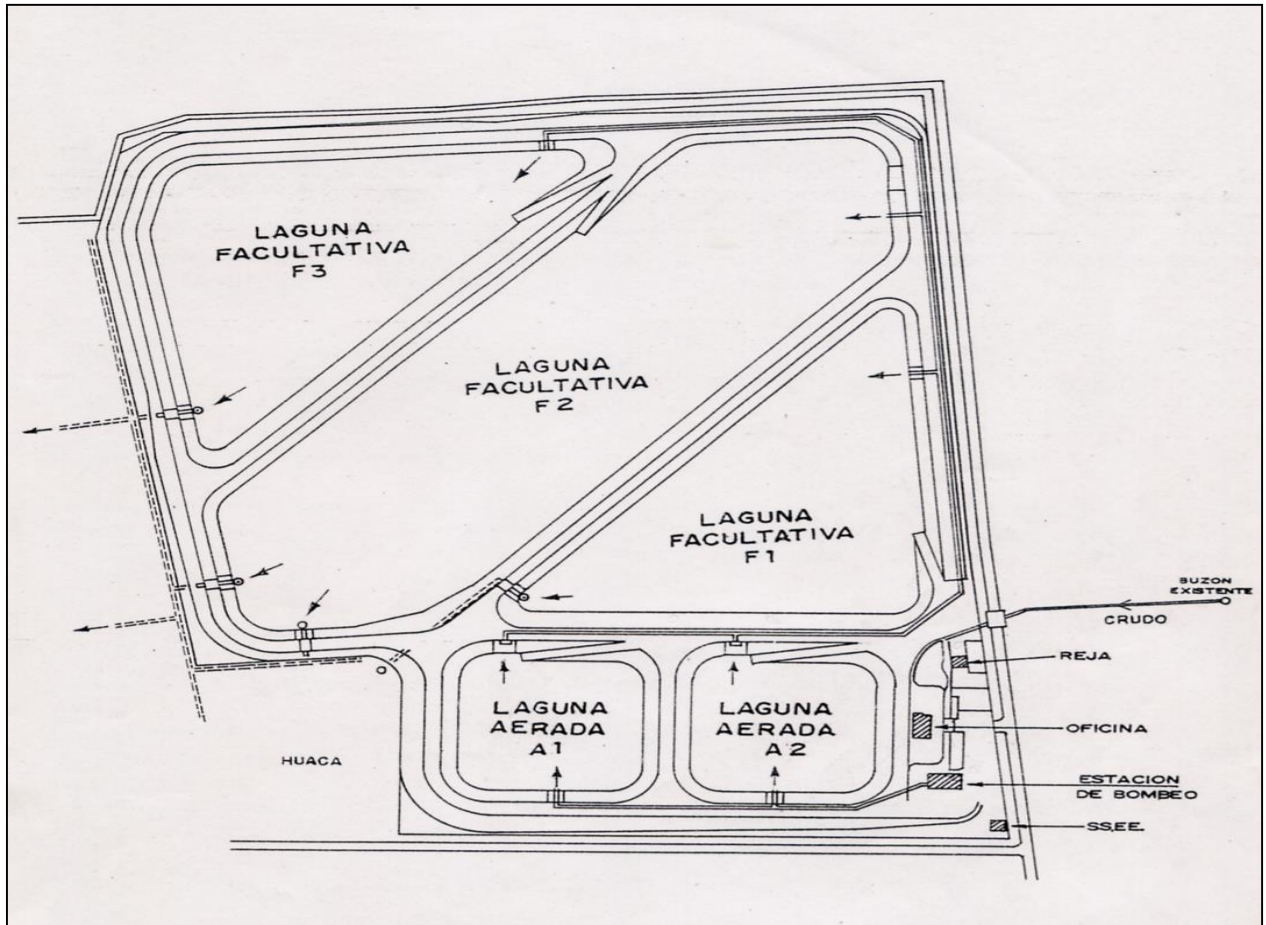 LAGUNA
FACULTATIVA
F3
LAGUNA
FACULTATIVA
F2
LAGUNA
FACULTATIVA
F1
BUZON
EXISTENTE
CRUDO
REJA
LAGUNA
AERADA
A1
LAGUNA
AERADA
A2
OFICINA
HUACA
ESTACION
DE BOMBEO
SS.EE.